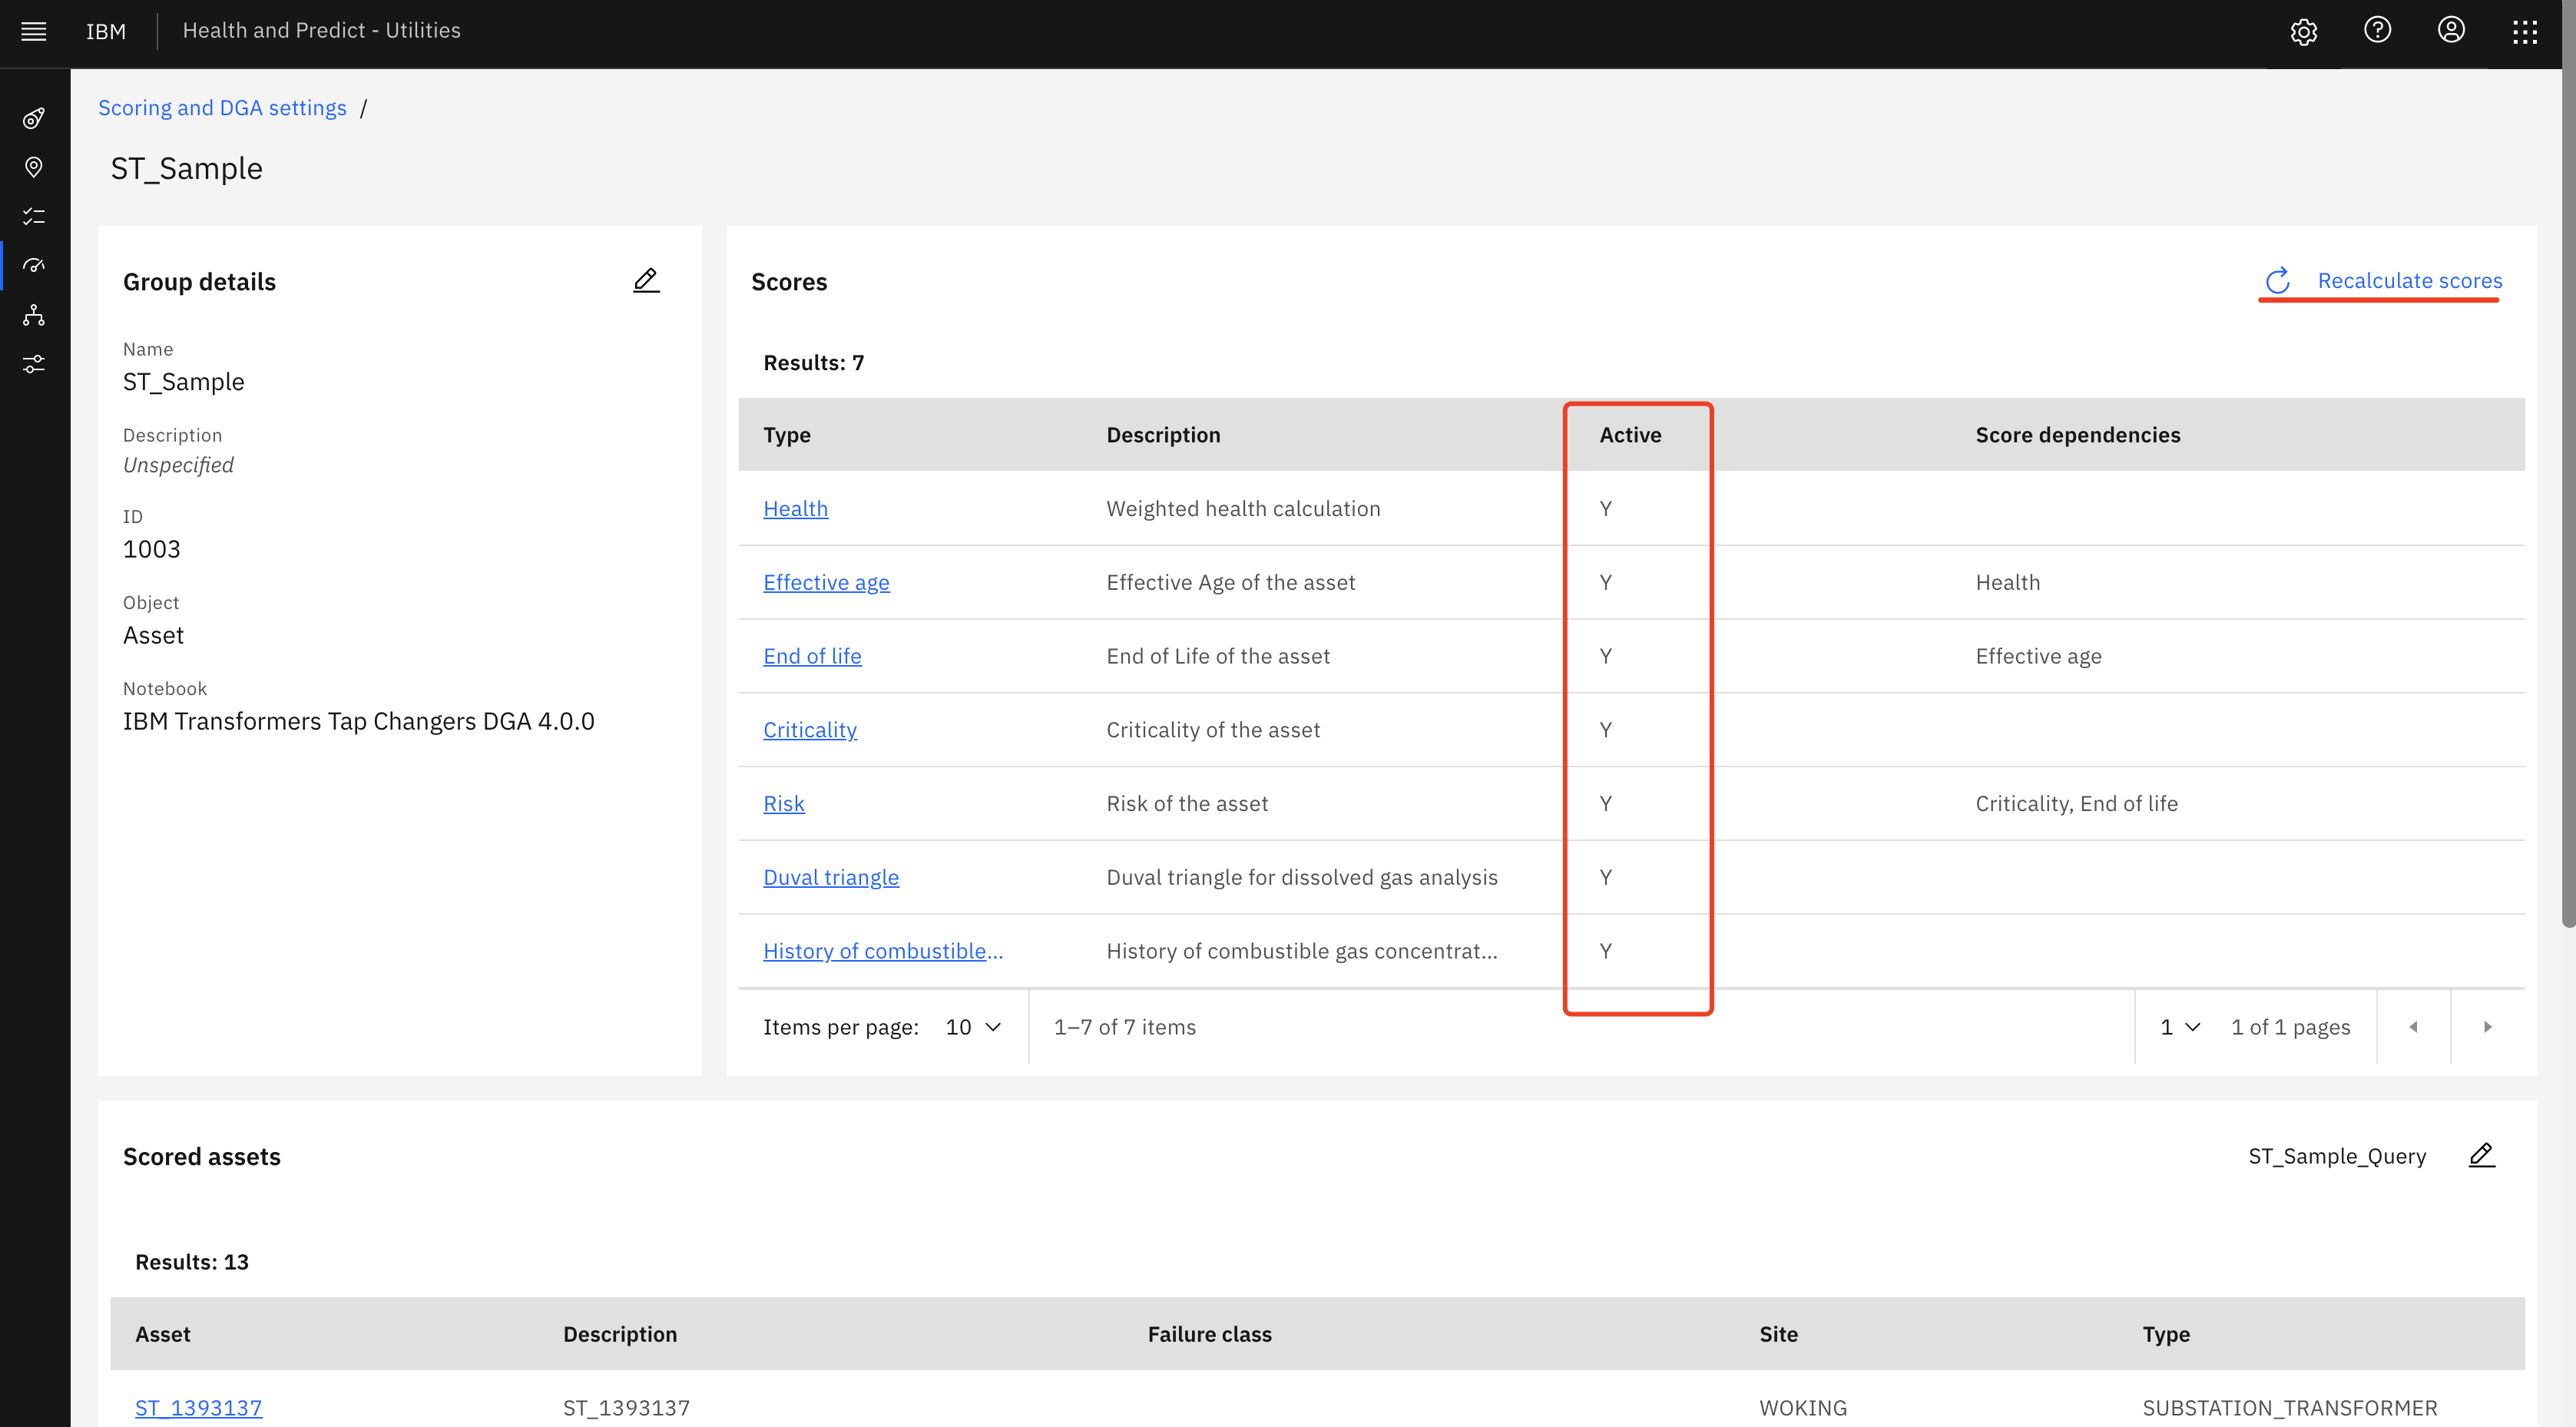 IBM
Health and Predict - Utilities
Scoring and DGA settings /
ST_Sample
Group details
Name
ST_Sample
Description
Unspecified
ID
1003
Object
Asset
Notebook
IBM Transformers Tap Changers DGA 4.0.0
Scores
Recalculate scores
Results: 7
Type Description Active Score dependencies
Health Weighted health calculation Y
Effective age Effective Age of the asset Y Health
End of life End of Life of the asset Y Effective age
Criticality Criticality of the asset Y
Risk Risk of the asset Y Criticality, End of life
Duval triangle Duval triangle for dissolved gas analysis Y
History of combustible... History of combustible gas concentrat... Y
Items per page: 10 1–7 of 7 items 1 1 of 1 pages
Scored assets
ST_Sample_Query
Results: 13
Asset Description Failure class Site Type
ST_1393137 ST_1393137 WOKING SUBSTATION_TRANSFORMER